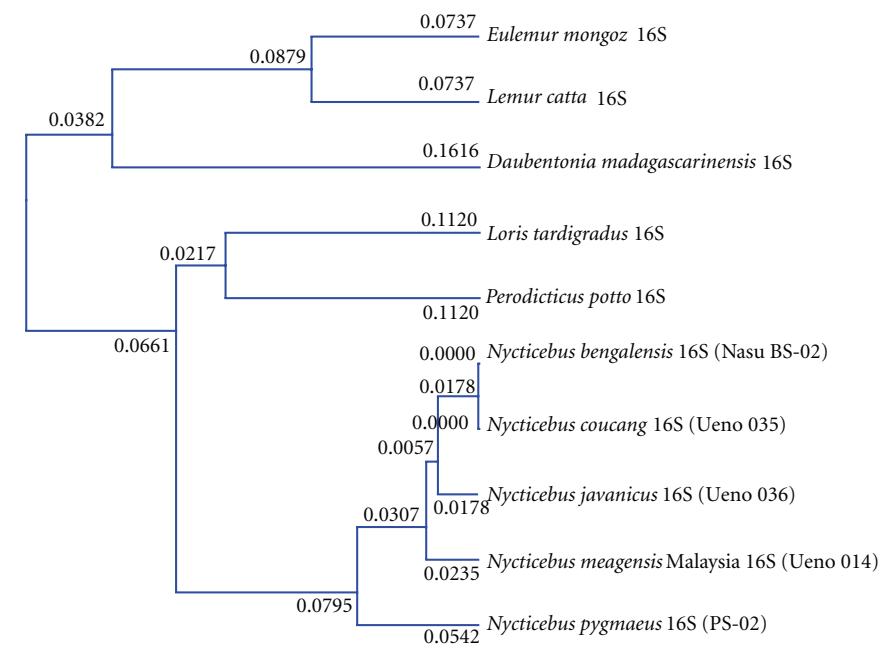 0.0737
Eulemur mongoz 16S
0.0879
0.0737
Lemur catta 16S
0.0382
0.1616
Daubentonia madagascarinensis 16S
0.1120
Loris tardigradus 16S
0.0217
Perodicticus potto 16S
0.1120
0.0661
0.0000
Nycticebus bengalensis 16S (Nasu BS-02)
0.0178
0.0000
Nycticebus coucang 16S (Ueno 035)
0.0057
Nycticebus javanicus 16S (Ueno 036)
0.0178
0.0307
Nycticebus meagensis Malaysia 16S (Ueno 014)
0.0235
0.0795
Nycticebus pygmaeus 16S (PS-02)
0.0542